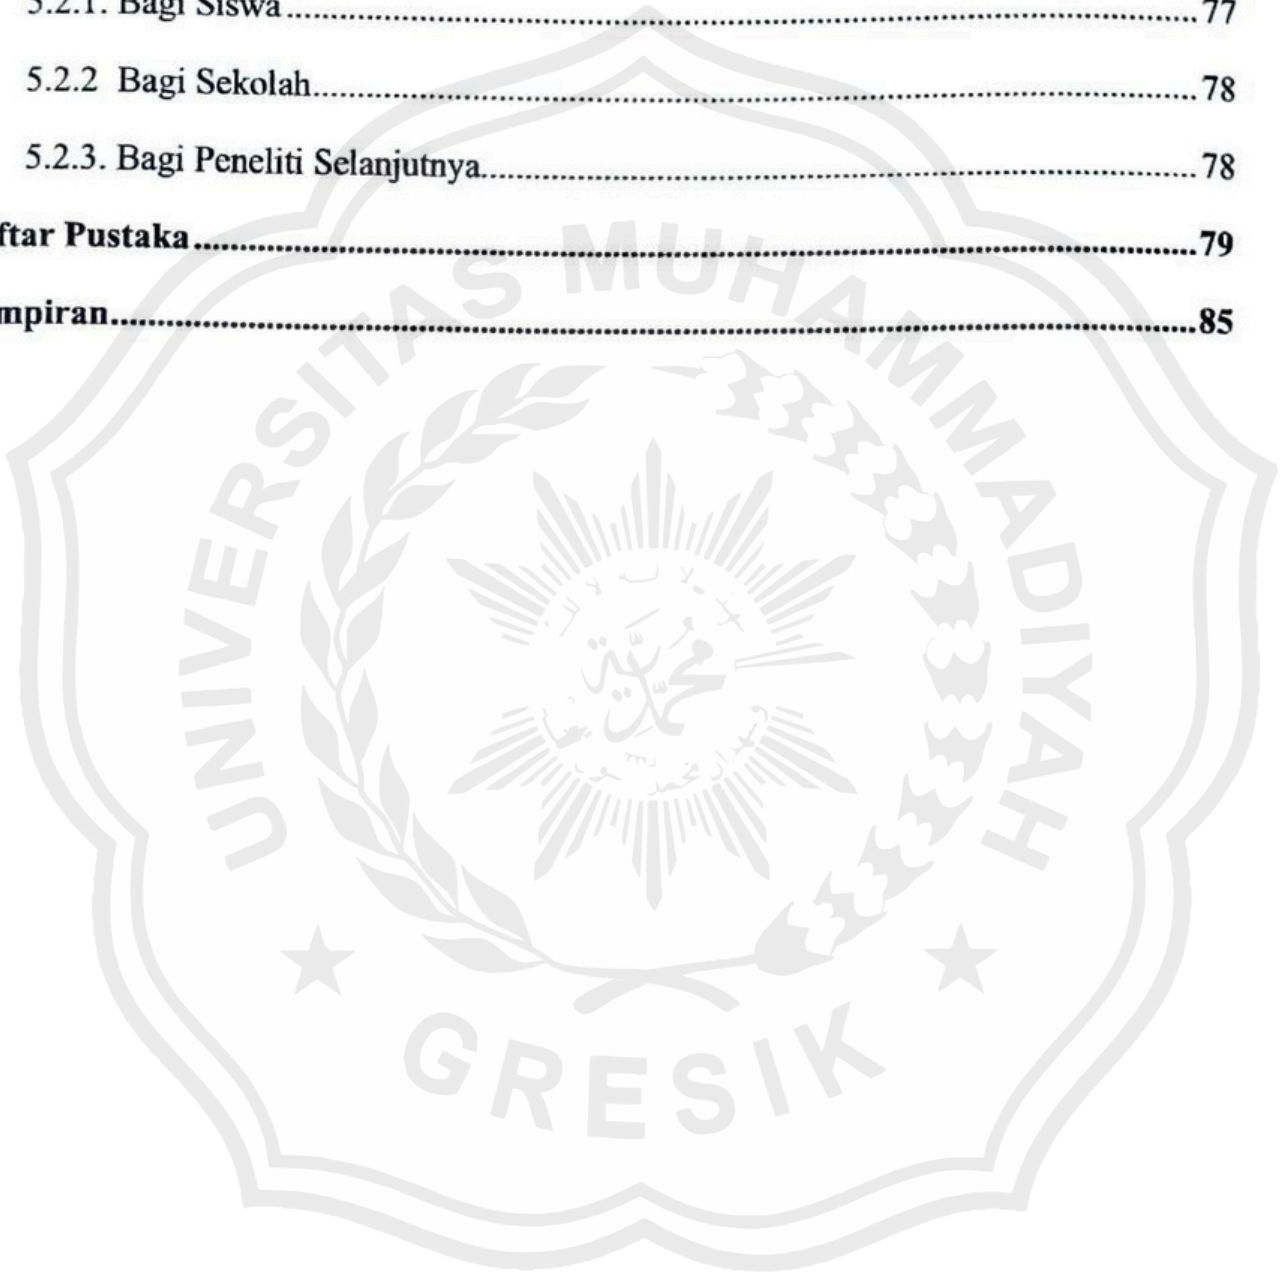 5.2.1. Bagi Siswa........................77
5.2.2 Bagi Sekolah........................78
5.2.3. Bagi Peneliti Selanjutnya........................78
ftar Pustaka........................79
mpiran........................85
UNIVERSITAS MUHAMMADIYAH
محمدية
GRESIK